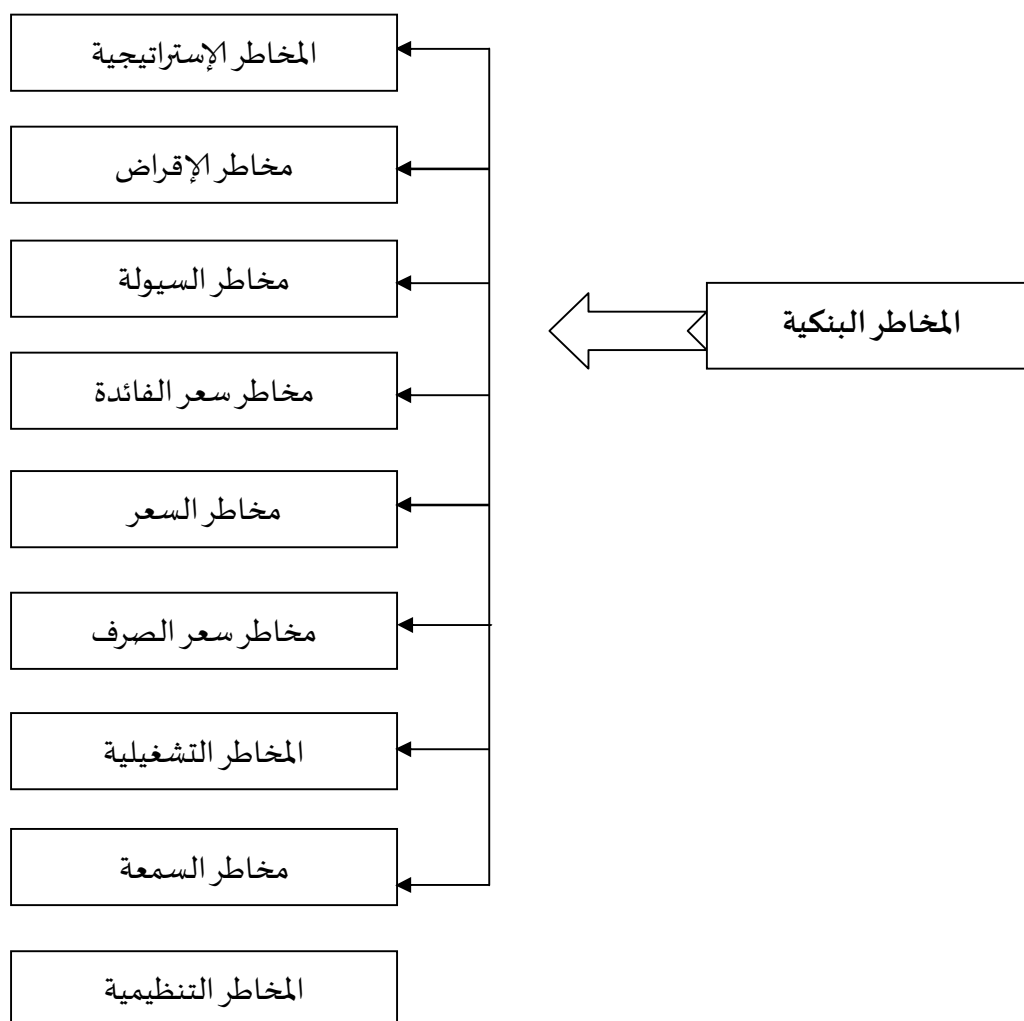 المخاطر البنكية
المخاطر الإستراتيجية
مخاطر الإقراض
مخاطر السيولة
مخاطر سعر الفائدة
مخاطر السعر
مخاطر سعر الصرف
المخاطر التشغيلية
مخاطر السمعة
المخاطر التنظيمية